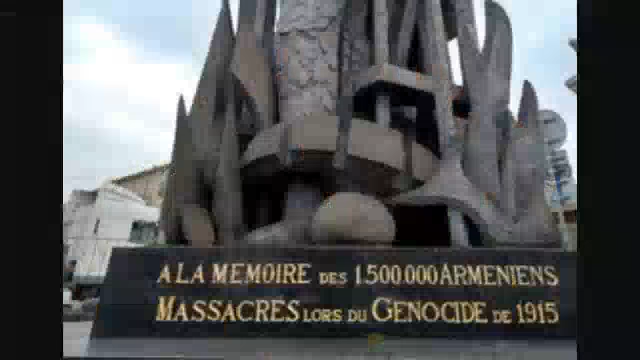 A LA MEMOIRE DES 1.500.000 ARMENIENS
MASSACRES LORS DU GENOCIDE DE 1915